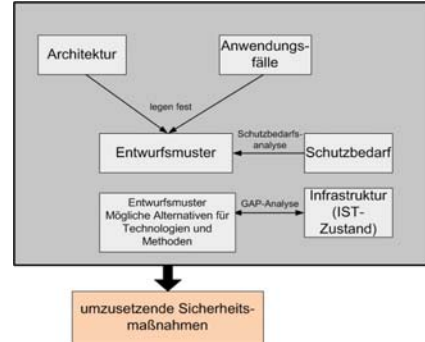 Architektur
Anwendungs-
fälle
legen fest
Entwurfsmuster
Schutzbedarfs-
analyse
Schutzbedarf
Entwurfsmuster
Mögliche Alternativen für
Technologien und
Methoden
GAP-Analyse
Infrastruktur
(IST-
Zustand)
umzusetzende Sicherheits-
maßnahmen